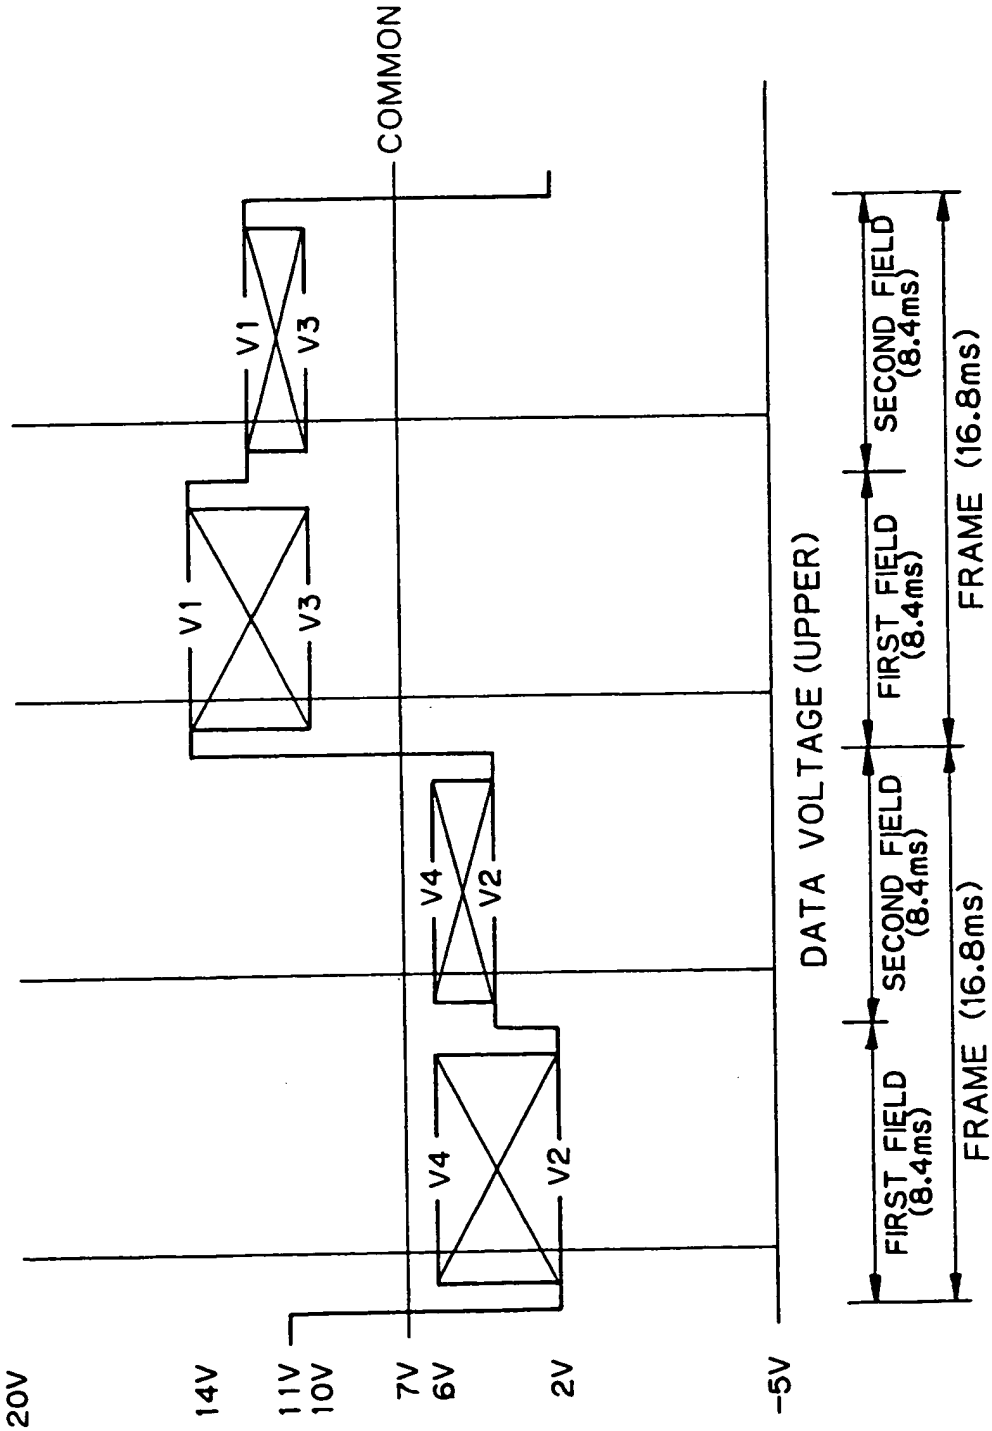 20V
14V
11V
10V
7V
6V
2V
-5V
V4
V2
V4
V2
V1
V3
V1
V3
COMMON
DATA VOLTAGE (UPPER)
FIRST FIELD
(8.4ms)
SECOND FIELD
(8.4ms)
FIRST FIELD
(8.4ms)
SECOND FIELD
(8.4ms)
FRAME (16.8ms)
FRAME (16.8ms)